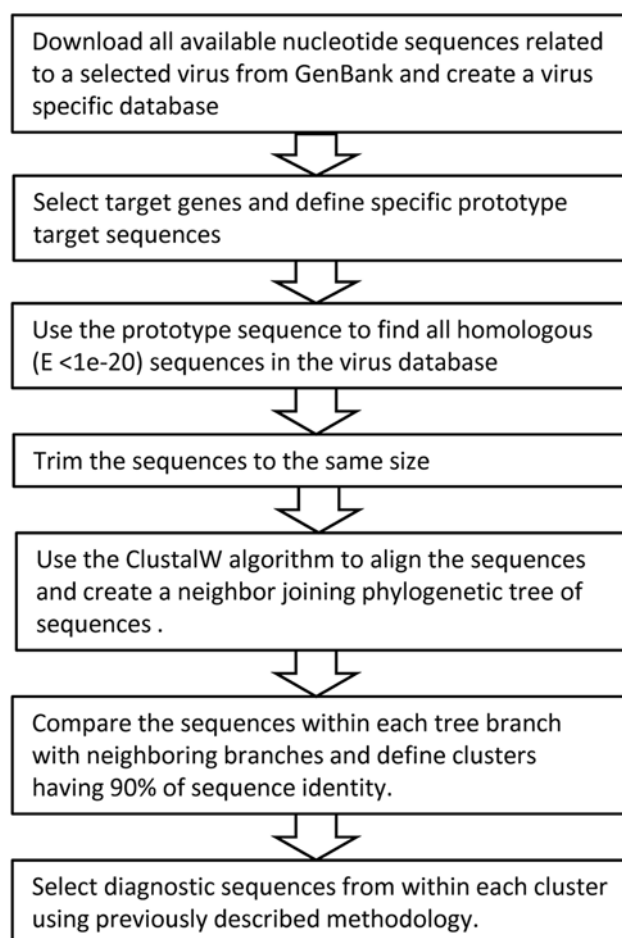 Download all available nucleotide sequences related
to a selected virus from GenBank and create a virus
specific database
Select target genes and define specific prototype
target sequences
Use the prototype sequence to find all homologous
(E <1e-20) sequences in the virus database
Trim the sequences to the same size
Use the ClustalW algorithm to align the sequences
and create a neighbor joining phylogenetic tree of
sequences .
Compare the sequences within each tree branch
with neighboring branches and define clusters
having 90% of sequence identity.
Select diagnostic sequences from within each cluster
using previously described methodology.